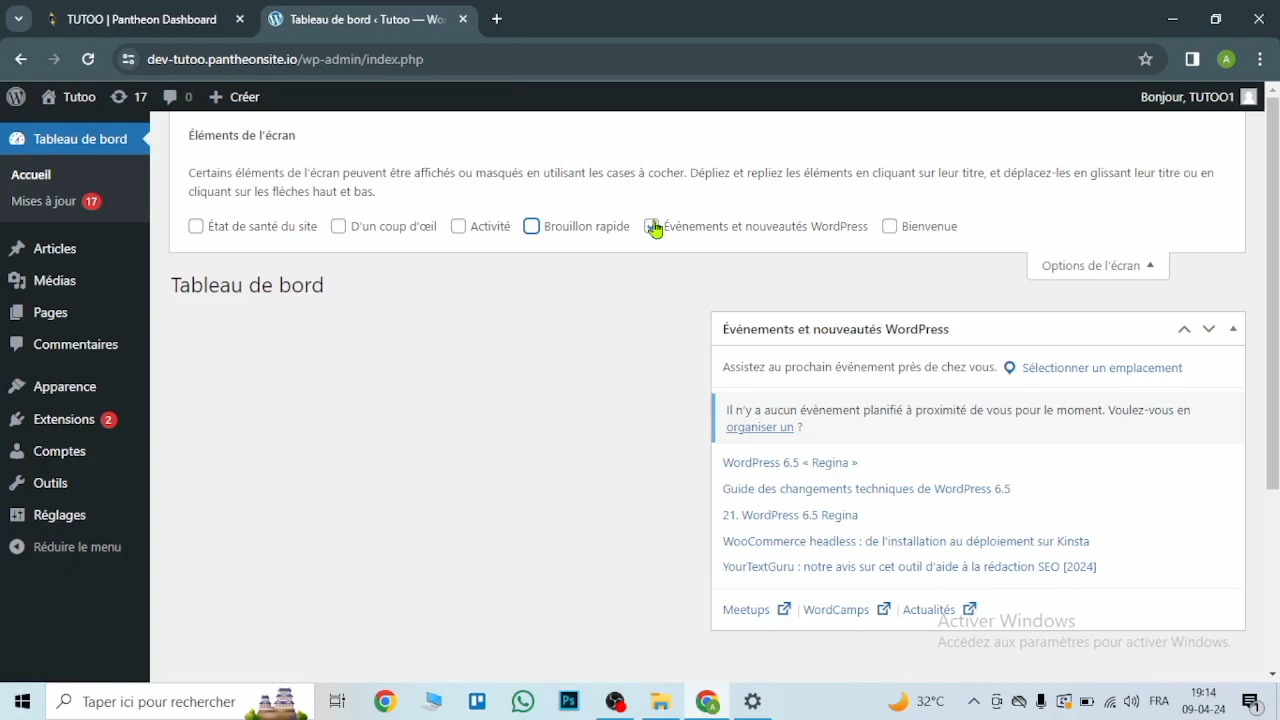 TUTOO | Pantheon Dashboard
Tableau de bord ‹ Tutoo — Wo
dev-tutoo.pantheonsite.io/wp-admin/index.php
A
Tutoo
17
0
Créer
Bonjour, TUTOO1
Tableau de bord
Accueil
Mises à jour 17
Articles
Médias
Pages
Commentaires
Apparence
Extensions 2
Comptes
Outils
Réglages
Réduire le menu
Éléments de l'écran
Certains éléments de l'écran peuvent être affichés ou masqués en utilisant les cases à cocher. Dépliez et repliez les éléments en cliquant sur leur titre, et déplacez-les en glissant leur titre ou en
cliquant sur les flèches haut et bas.
État de santé du site D'un coup d'œil Activité Brouillon rapide Évènements et nouveautés WordPress Bienvenue
Options de l'écran
Tableau de bord
Évènements et nouveautés WordPress
Assistez au prochain évènement près de chez vous. Sélectionner un emplacement
Il n'y a aucun évènement planifié à proximité de vous pour le moment. Voulez-vous en
organiser un ?
WordPress 6.5 « Regina »
Guide des changements techniques de WordPress 6.5
21. WordPress 6.5 Regina
WooCommerce headless : de l'installation au déploiement sur Kinsta
YourTextGuru : notre avis sur cet outil d'aide à la rédaction SEO [2024]
Meetups | WordCamps | Actualités
Activer Windows
Accédez aux paramètres pour activer Windows.
Taper ici pour rechercher
Ps
A
32°C
FRA
19:14
09-04-24
1